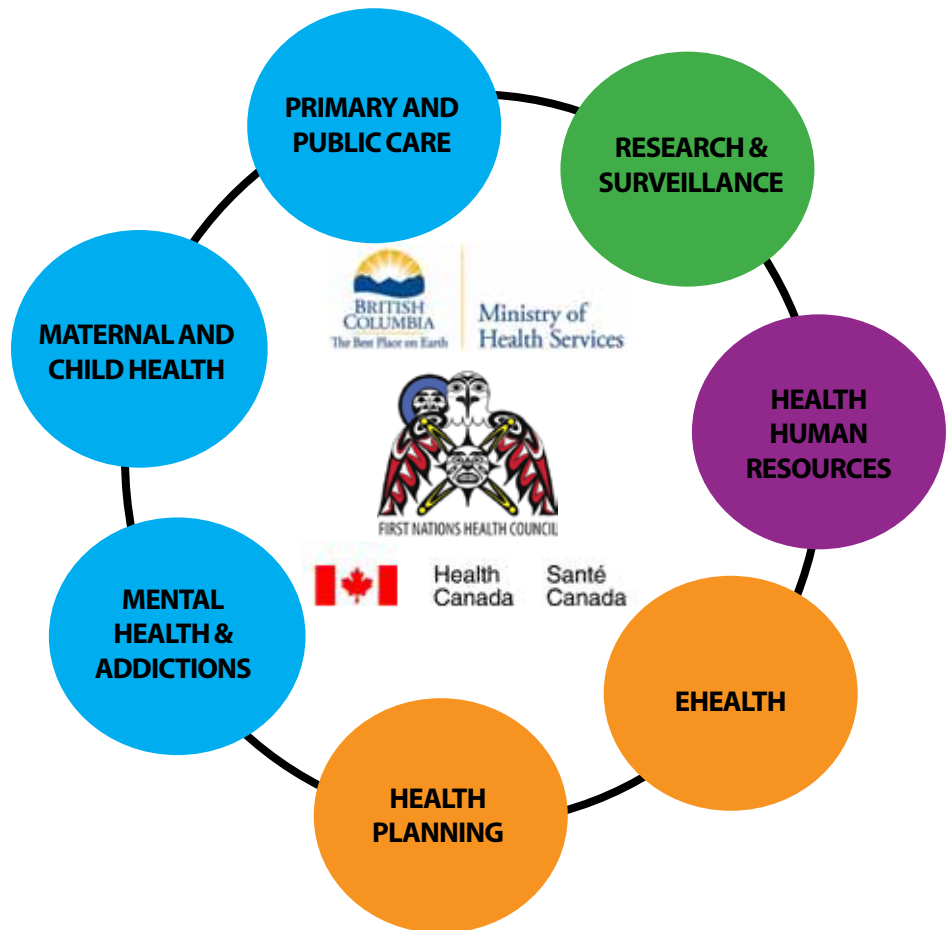 PRIMARY AND
PUBLIC CARE
RESEARCH &
SURVEILLANCE
BRITISH
COLUMBIA
The Best Place on Earth
Ministry of
Health Services
MATERNAL AND
CHILD HEALTH
HEALTH
HUMAN
RESOURCES
FIRST NATIONS HEALTH COUNCIL
Health
Canada
Santé
Canada
MENTAL
HEALTH &
ADDICTIONS
EHEALTH
HEALTH
PLANNING